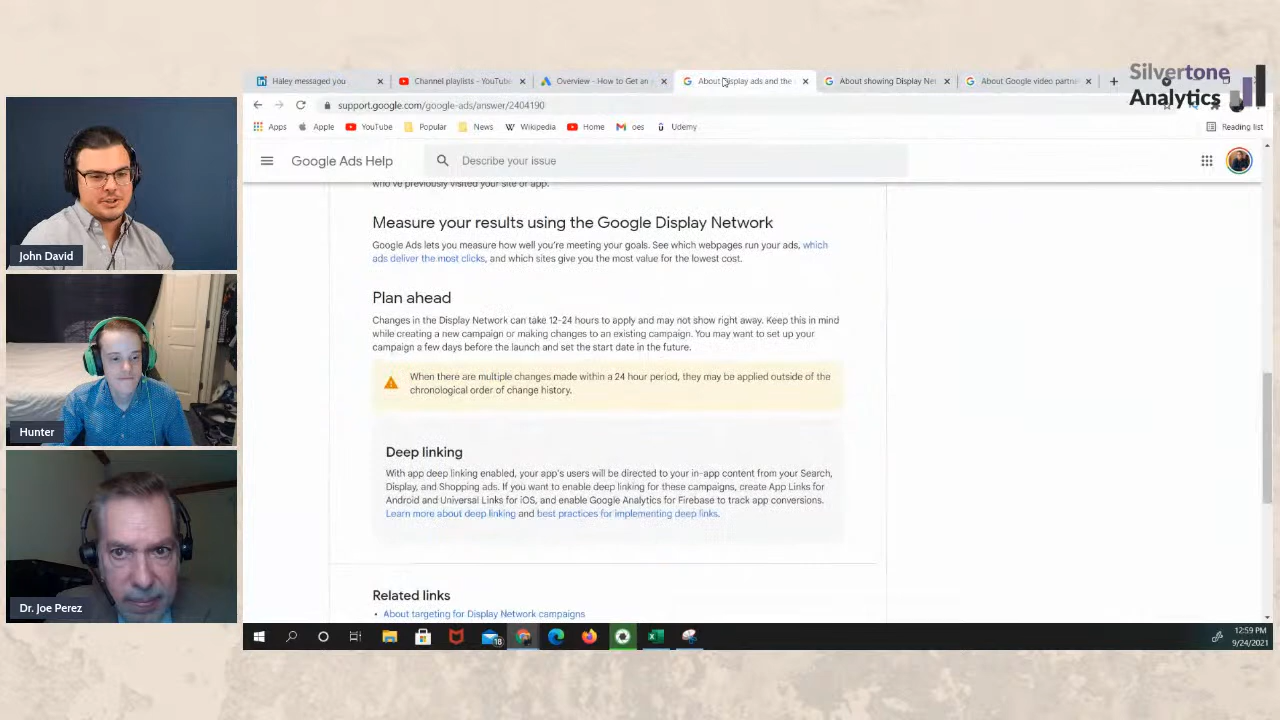 Silvertone
Analytics
Haley messaged you
Channel playlists - YouTube
Overview - How to Get an
About Display ads and the
About showing Display Net
About Google video partn
support.google.com/google-ads/answer/2404190
Apps
Apple
YouTube
Popular
News
Wikipedia
Home
oes
Udemy
Reading list
Google Ads Help
Describe your issue
who've previously visited your site or app.
Measure your results using the Google Display Network
Google Ads lets you measure how well you're meeting your goals. See which webpages run your ads, which
ads deliver the most clicks, and which sites give you the most value for the lowest cost.
Plan ahead
Changes in the Display Network can take 12-24 hours to apply and may not show right away. Keep this in mind
while creating a new campaign or making changes to an existing campaign. You may want to set up your
campaign a few days before the launch and set the start date in the future.
When there are multiple changes made within a 24 hour period, they may be applied outside of the
chronological order of change history.
Deep linking
With app deep linking enabled, your app's users will be directed to your in-app content from your Search,
Display, and Shopping ads. If you want to enable deep linking for these campaigns, create App Links for
Android and Universal Links for iOS, and enable Google Analytics for Firebase to track app conversions.
Learn more about deep linking and best practices for implementing deep links.
Related links
• About targeting for Display Network campaigns
John David
Hunter
Dr. Joe Perez
18
12:59 PM
9/24/2021